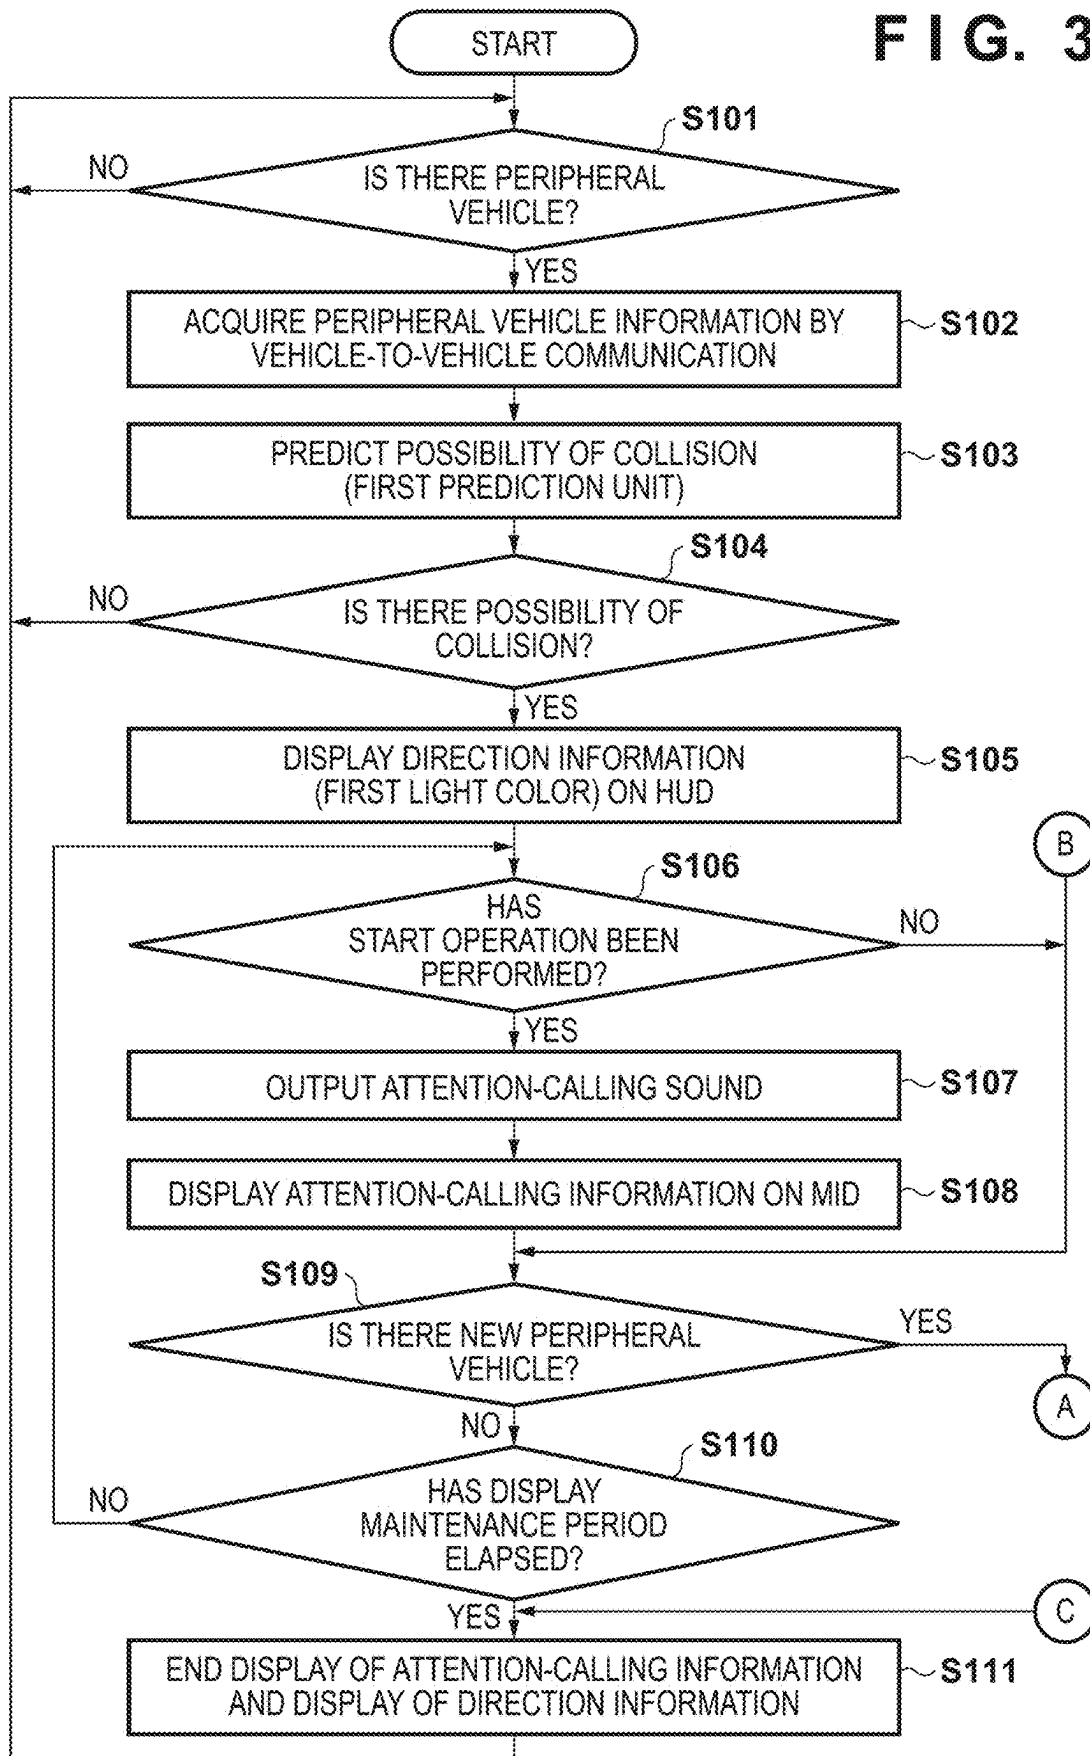 START
FIG. 3
S101
NO
IS THERE PERIPHERAL
VEHICLE?
YES
ACQUIRE PERIPHERAL VEHICLE INFORMATION BY
VEHICLE-TO-VEHICLE COMMUNICATION
S102
PREDICT POSSIBILITY OF COLLISION
(FIRST PREDICTION UNIT)
S103
S104
NO
IS THERE POSSIBILITY OF
COLLISION?
YES
DISPLAY DIRECTION INFORMATION
(FIRST LIGHT COLOR) ON HUD
S105
B
S106
HAS
START OPERATION BEEN
PERFORMED?
NO
YES
OUTPUT ATTENTION-CALLING SOUND
S107
DISPLAY ATTENTION-CALLING INFORMATION ON MID
S108
S109
IS THERE NEW PERIPHERAL
VEHICLE?
YES
A
NO
S110
NO
HAS DISPLAY
MAINTENANCE PERIOD
ELAPSED?
YES
C
END DISPLAY OF ATTENTION-CALLING INFORMATION
AND DISPLAY OF DIRECTION INFORMATION
S111